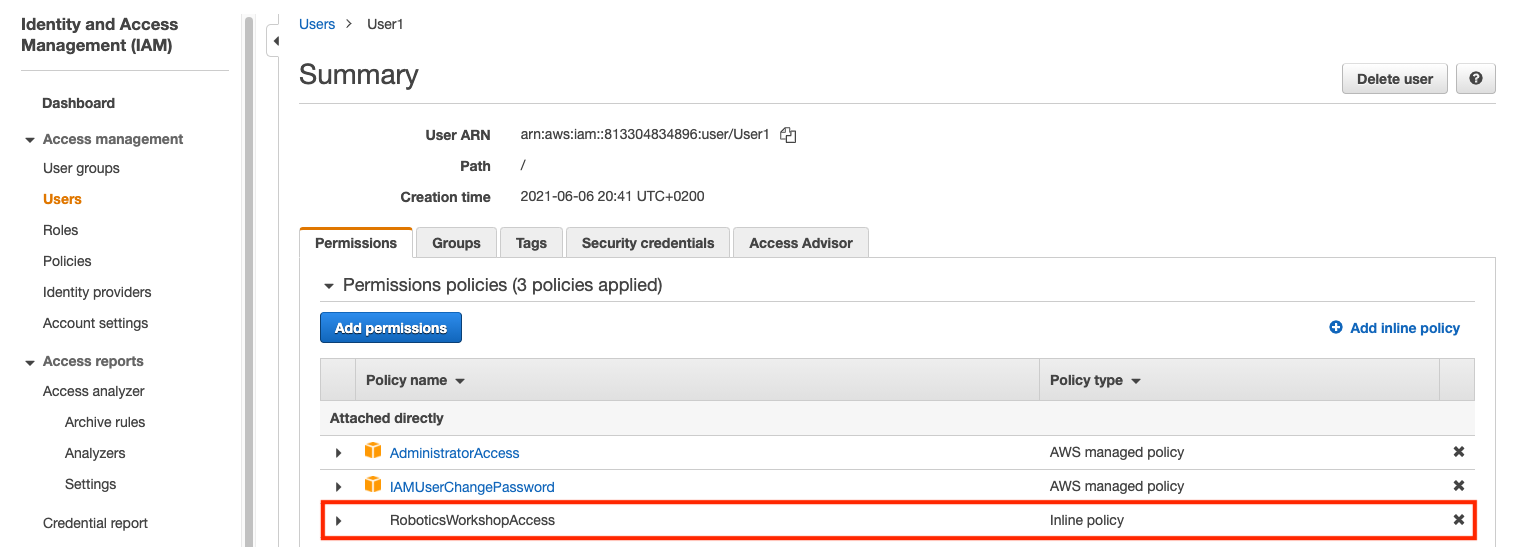 Identity and Access
Management (IAM)
Dashboard
Access management
User groups
Users
Roles
Policies
Identity providers
Account settings
Access reports
Access analyzer
Archive rules
Analyzers
Settings
Credential report
Users > User1
Summary
Delete user
?
User ARN arn:aws:iam::813304834896:user/User1
Path /
Creation time 2021-06-06 20:41 UTC+0200
Permissions Groups Tags Security credentials Access Advisor
Permissions policies (3 policies applied)
Add permissions Add inline policy
Policy name Policy type
Attached directly
AdministratorAccess AWS managed policy
IAMUserChangePassword AWS managed policy
RoboticsWorkshopAccess Inline policy